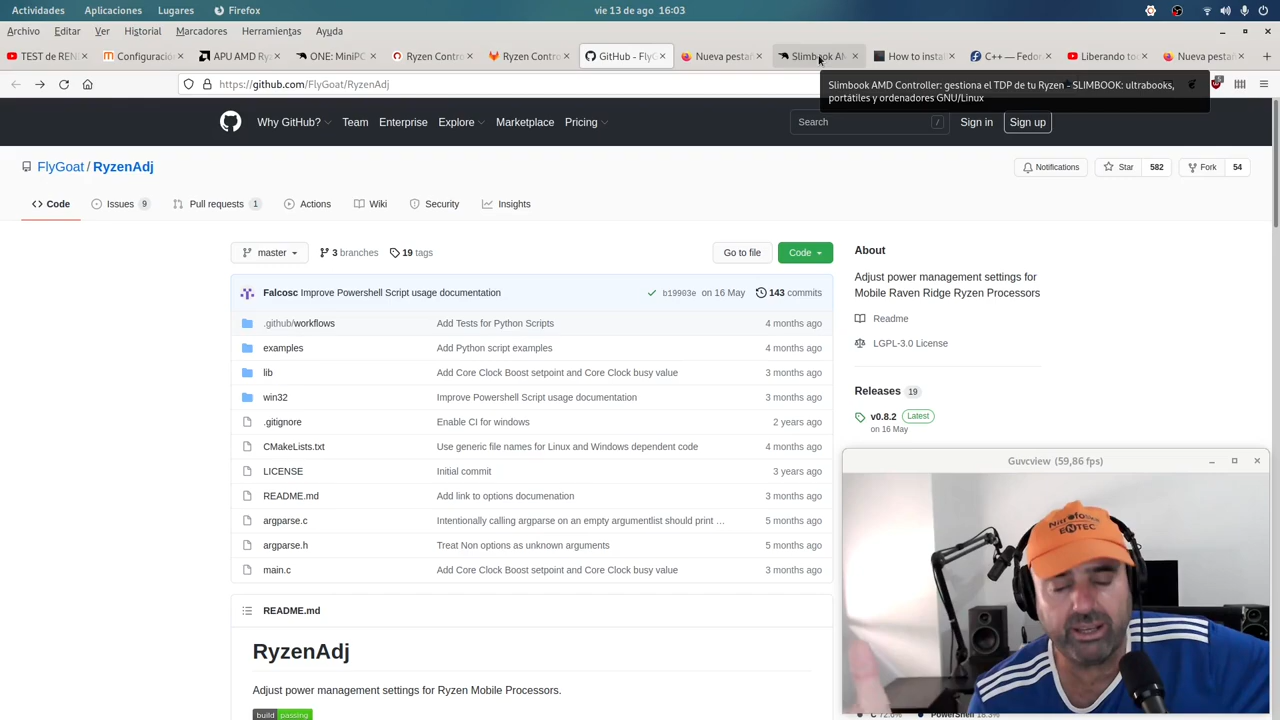 Actividades Aplicaciones Lugares Firefox vie 13 de ago 16:03
Archivo Editar Ver Historial Marcadores Herramientas Ayuda
TEST de REN Configuracio APU AMD Ry ONE: MiniPC Ryzen Contro Ryzen Contro GitHub - FlyG Nueva pestañ Slimbook AM How to instal C++ – Fedora Liberando to Nueva pestañ
https://github.com/FlyGoat/RyzenAdj
Slimbook AMD Controller: gestiona el TDP de tu Ryzen - SLIMBOOK: ultrabooks,
portátiles y ordenadores GNU/Linux
Why GitHub? Team Enterprise Explore Marketplace Pricing Search / Sign in Sign up
FlyGoat / RyzenAdj Notifications Star 582 Fork 54
Code Issues 9 Pull requests 1 Actions Wiki Security Insights
master 3 branches 19 tags Go to file Code
About
Adjust power management settings for
Mobile Raven Ridge Ryzen Processors
Readme
LGPL-3.0 License
Releases 19
v0.8.2 Latest
on 16 May
Falcosc Improve Powershell Script usage documentation b19903e on 16 May 143 commits
.github/workflows Add Tests for Python Scripts 4 months ago
examples Add Python script examples 4 months ago
lib Add Core Clock Boost setpoint and Core Clock busy value 3 months ago
win32 Improve Powershell Script usage documentation 3 months ago
.gitignore Enable CI for windows 2 years ago
CMakeLists.txt Use generic file names for Linux and Windows dependent code 4 months ago
LICENSE Initial commit 3 years ago
README.md Add link to options documenation 3 months ago
argparse.c Intentionally calling argparse on an empty argumentlist should print ... 5 months ago
argparse.h Treat Non options as unknown arguments 5 months ago
main.c Add Core Clock Boost setpoint and Core Clock busy value 3 months ago
README.md
RyzenAdj
Adjust power management settings for Ryzen Mobile Processors.
build passing
Guvcview (59,86 fps)
Nitrofoska
ENTEC
C 72.6% PowerShell 18.3%